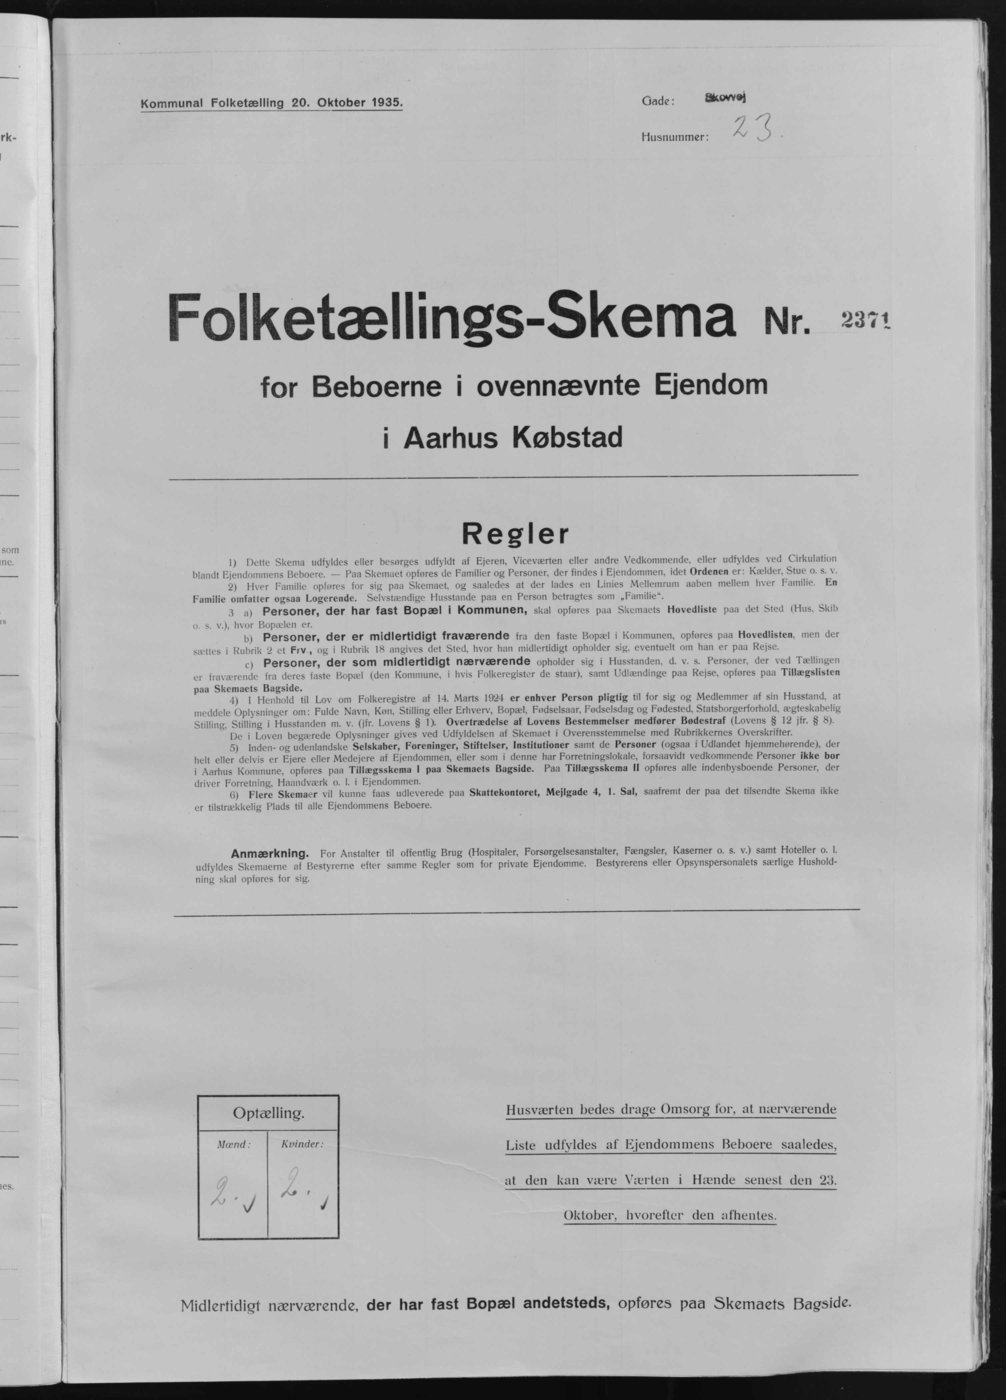 Kommunal Folketælling 20. Oktober 1935.
Gade: Skovvej
Husnummer: 23.
Folketællings-Skema Nr. 2371
for Beboerne i ovennævnte Ejendom
i Aarhus Købstad
Regler
1) Dette Skema udfyldes eller besørges udfyldt af Ejeren, Viceværten eller andre Vedkommende, eller udfyldes ved Cirkulation
blandt Ejendommens Beboere. — Paa Skemaet opføres de Familier og Personer, der findes i Ejendommen, idet Ordenen er: Kælder, Stue o. s. v.
2) Hver Familie opføres for sig paa Skemaet, og saaledes at der lades en Linies Mellemrum aaben mellem hver Familie. En
Familie omfatter ogsaa Logerende. Selvstændige Husstande paa en Person betragtes som „Familie“.
3 a) Personer, der har fast Bopæl i Kommunen, skal opføres paa Skemaets Hovedliste paa det Sted (Hus, Skib
o. s. v.), hvor Bopælen er.
b) Personer, der er midlertidigt fraværende fra den faste Bopæl i Kommunen, opføres paa Hovedlisten, men der
sættes i Rubrik 2 et Frv., og i Rubrik 18 angives det Sted, hvor han midlertidigt opholder sig, eventuelt om han er paa Rejse.
c) Personer, der som midlertidigt nærværende opholder sig i Husstanden, d. v. s. Personer, der ved Tællingen
er fraværende fra deres faste Bopæl (den Kommune, i hvis Folkeregister de staar), samt Udlændinge paa Rejse, opføres paa Tillægslisten
paa Skemaets Bagside.
4) I Henhold til Lov om Folkeregistre af 14. Marts 1924 er enhver Person pligtig til for sig og Medlemmer af sin Husstand, at
meddele Oplysninger om: Fulde Navn, Køn, Stilling eller Erhverv, Bopæl, Fødselsaar, Fødselsdag og Fødested, Statsborgerforhold, ægteskabelig
Stilling, Stilling i Husstanden m. v. (jfr. Lovens § 1). Overtrædelse af Lovens Bestemmelser medfører Bødestraf (Lovens § 12 jfr. § 8).
De i Loven begærede Oplysninger gives ved Udfyldelsen af Skemaet i Overensstemmelse med Rubrikkernes Overskrifter.
5) Inden- og udenlandske Selskaber, Foreninger, Stiftelser, Institutioner samt de Personer (ogsaa i Udlandet hjemmehørende), der
helt eller delvis er Ejere eller Medejere af Ejendommen, eller som i denne har Forretningslokale, forsaavidt vedkommende Personer ikke bor
i Aarhus Kommune, opføres paa Tillægsskema I paa Skemaets Bagside. Paa Tillægsskema II opføres alle indenbysboende Personer, der
driver Forretning, Haandværk o. l. i Ejendommen.
6) Flere Skemaer vil kunne faas udleverede paa Skattekontoret, Mejlgade 4, 1. Sal, saafremt der paa det tilsendte Skema ikke
er tilstrækkelig Plads til alle Ejendommens Beboere.
Anmærkning. For Anstalter til offentlig Brug (Hospitaler, Forsørgelsesanstalter, Fængsler, Kaserner o. s. v.) samt Hoteller o. l.
udfyldes Skemaerne af Bestyrerne efter samme Regler som for private Ejendomme. Bestyrerens eller Opsynspersonalets særlige Hushold-
ning skal opføres for sig.
Optælling.
Mænd: Kvinder:
2. 2.
Husværten bedes drage Omsorg for, at nærværende
Liste udfyldes af Ejendommens Beboere saaledes,
at den kan være Værten i Hænde senest den 23.
Oktober, hvorefter den afhentes.
Midlertidigt nærværende, der har fast Bopæl andetsteds, opføres paa Skemaets Bagside.